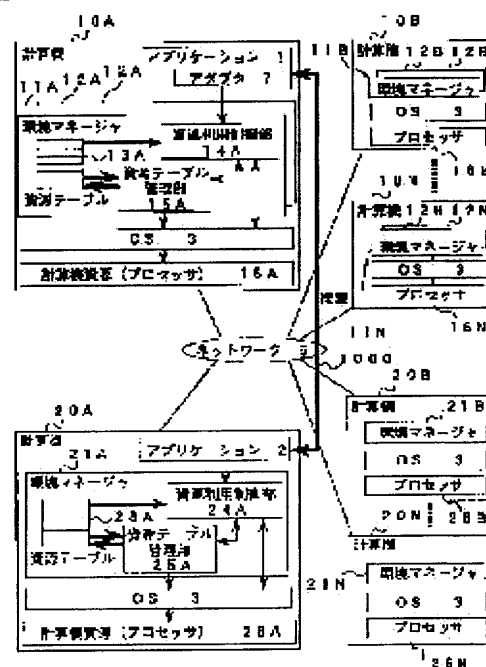 10A
計算機
アプリケーション 1
アダプタ 7
11A 12A 12A
環境マネージャ
資源利用制御部
14A
13A
資源テーブル
管理部
15A
資源テーブル
OS 3
計算機資源 (プロセッサ) 16A
10B
11B
計算機 12B 12B
環境マネージャ
OS 3
プロセッサ
16B
10N
計算機 12N 12N
環境マネージャ
OS 3
プロセッサ
16N
11N
ネットワーク
1000
20A
計算機
21A
アプリケーション 2
環境マネージャ
資源利用制御部
24A
23A
資源テーブル
管理部
25A
資源テーブル
OS 3
計算機資源 (プロセッサ) 26A
20B
計算機
21B
環境マネージャ
OS 3
プロセッサ
26B
20N
計算機
21N
環境マネージャ
OS 3
プロセッサ
26N